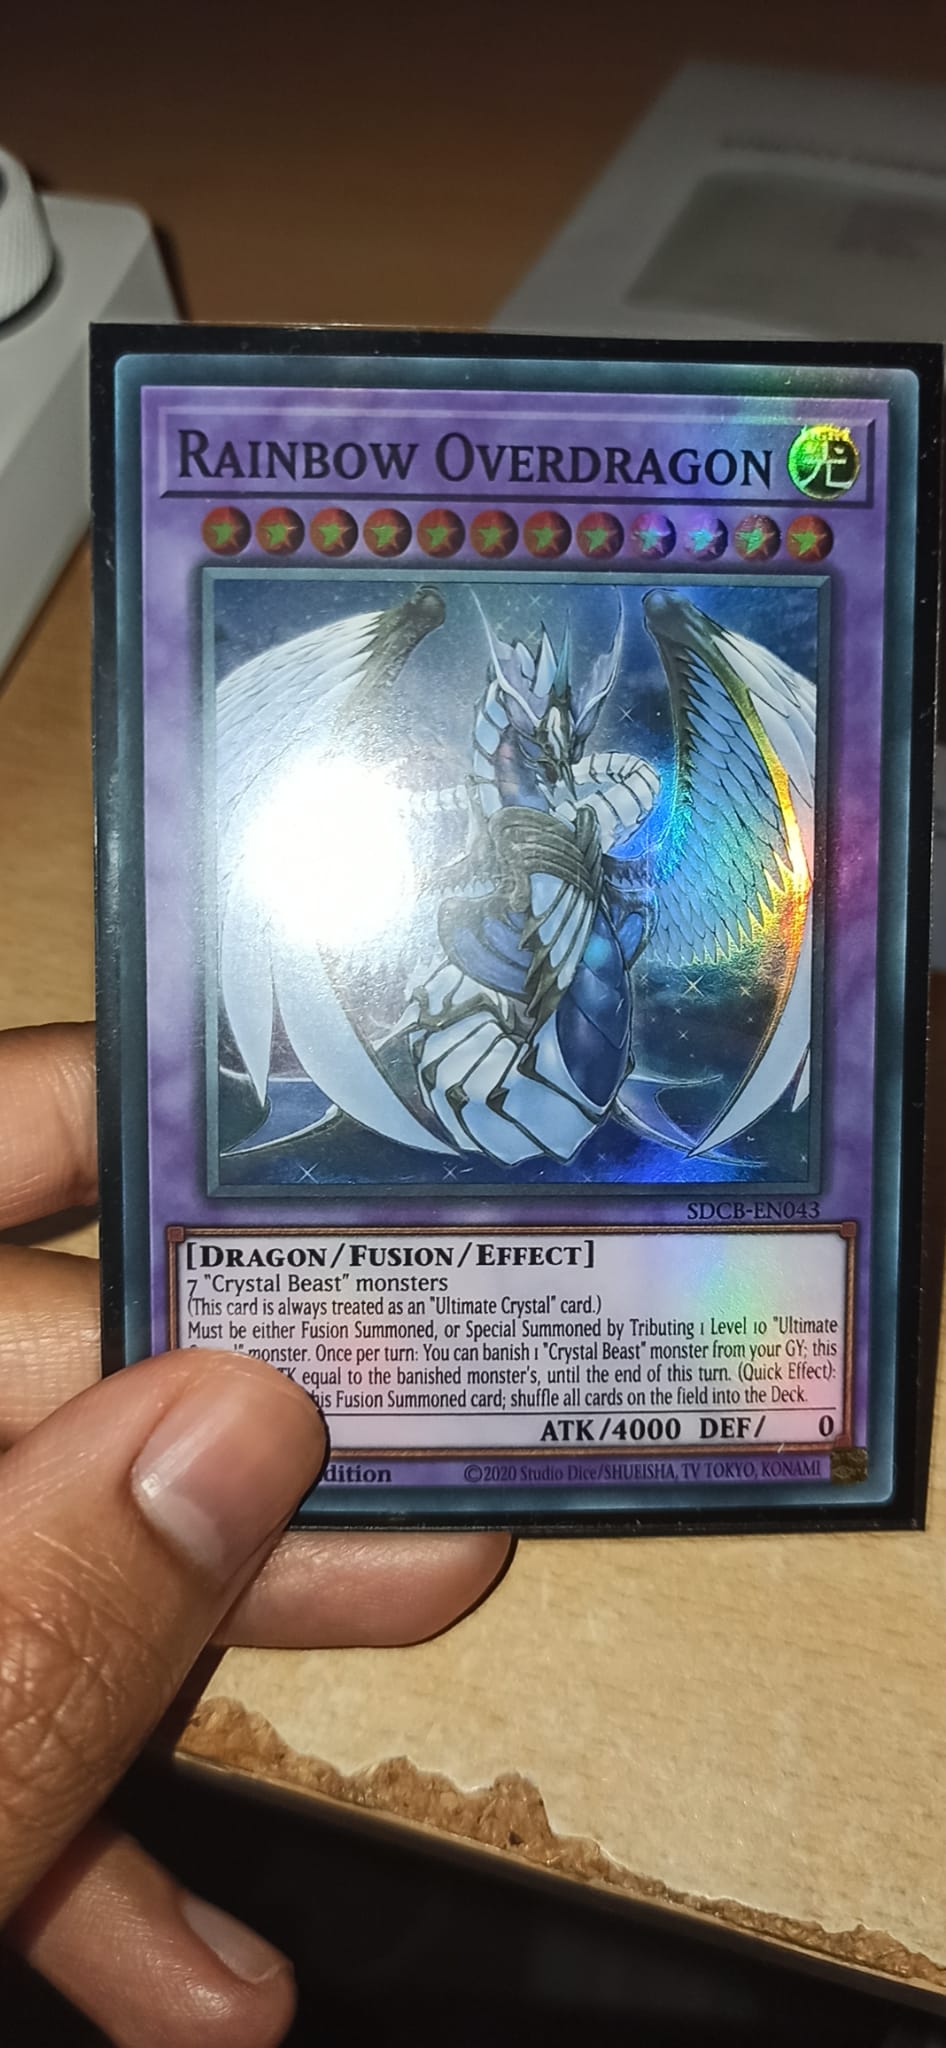 RAINBOW OVERDRAGON
LIGHT
光
SDCB-EN043
[DRAGON/FUSION/EFFECT]
7 "Crystal Beast" monsters
(This card is always treated as an "Ultimate Crystal" card.)
Must be either Fusion Summoned, or Special Summoned by Tributing 1 Level 10 "Ultimate
monster. Once per turn: You can banish 1 "Crystal Beast" monster from your GY; this
equal to the banished monster's, until the end of this turn. (Quick Effect):
this Fusion Summoned card; shuffle all cards on the field into the Deck.
ATK/4000 DEF/ 0
dition ©2020 Studio Dice/SHUEISHA, TV TOKYO, KONAMI